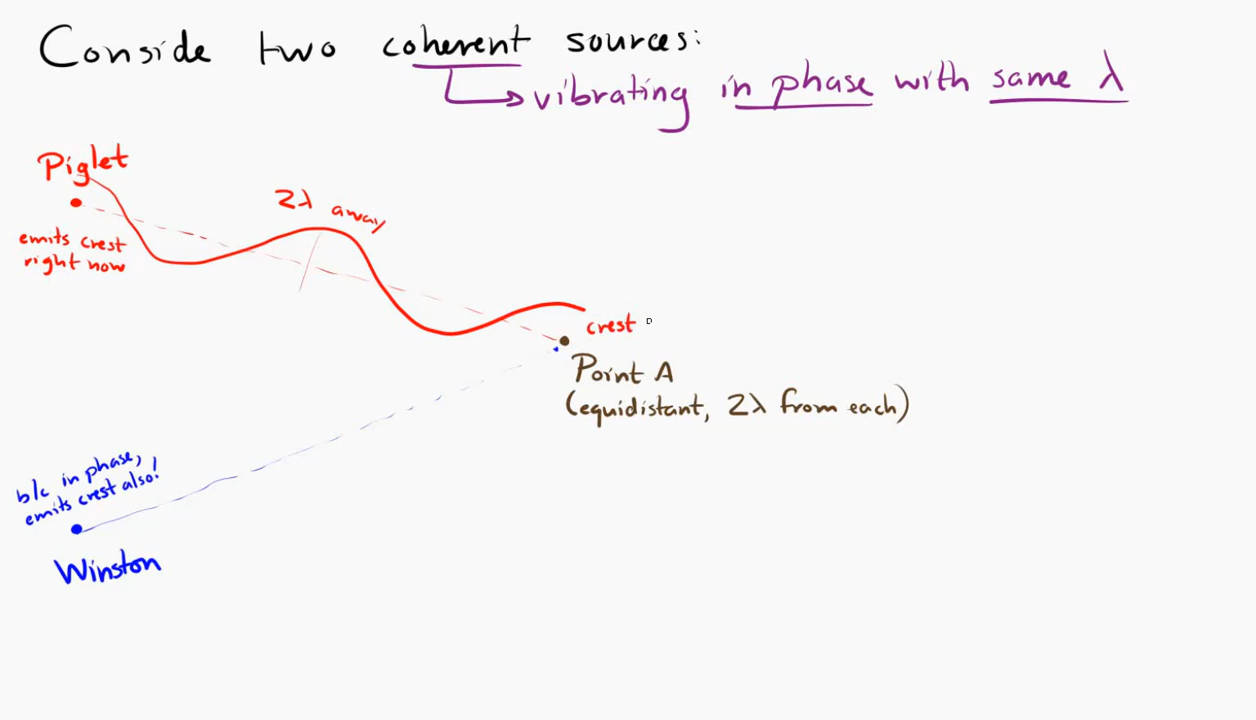 Conside two coherent sources:
vibrating in phase with same λ
Piglet
2λ away
emits crest
right now
crest
Point A
(equidistant, 2λ from each)
b/c in phase,
emits crest also!
Winston